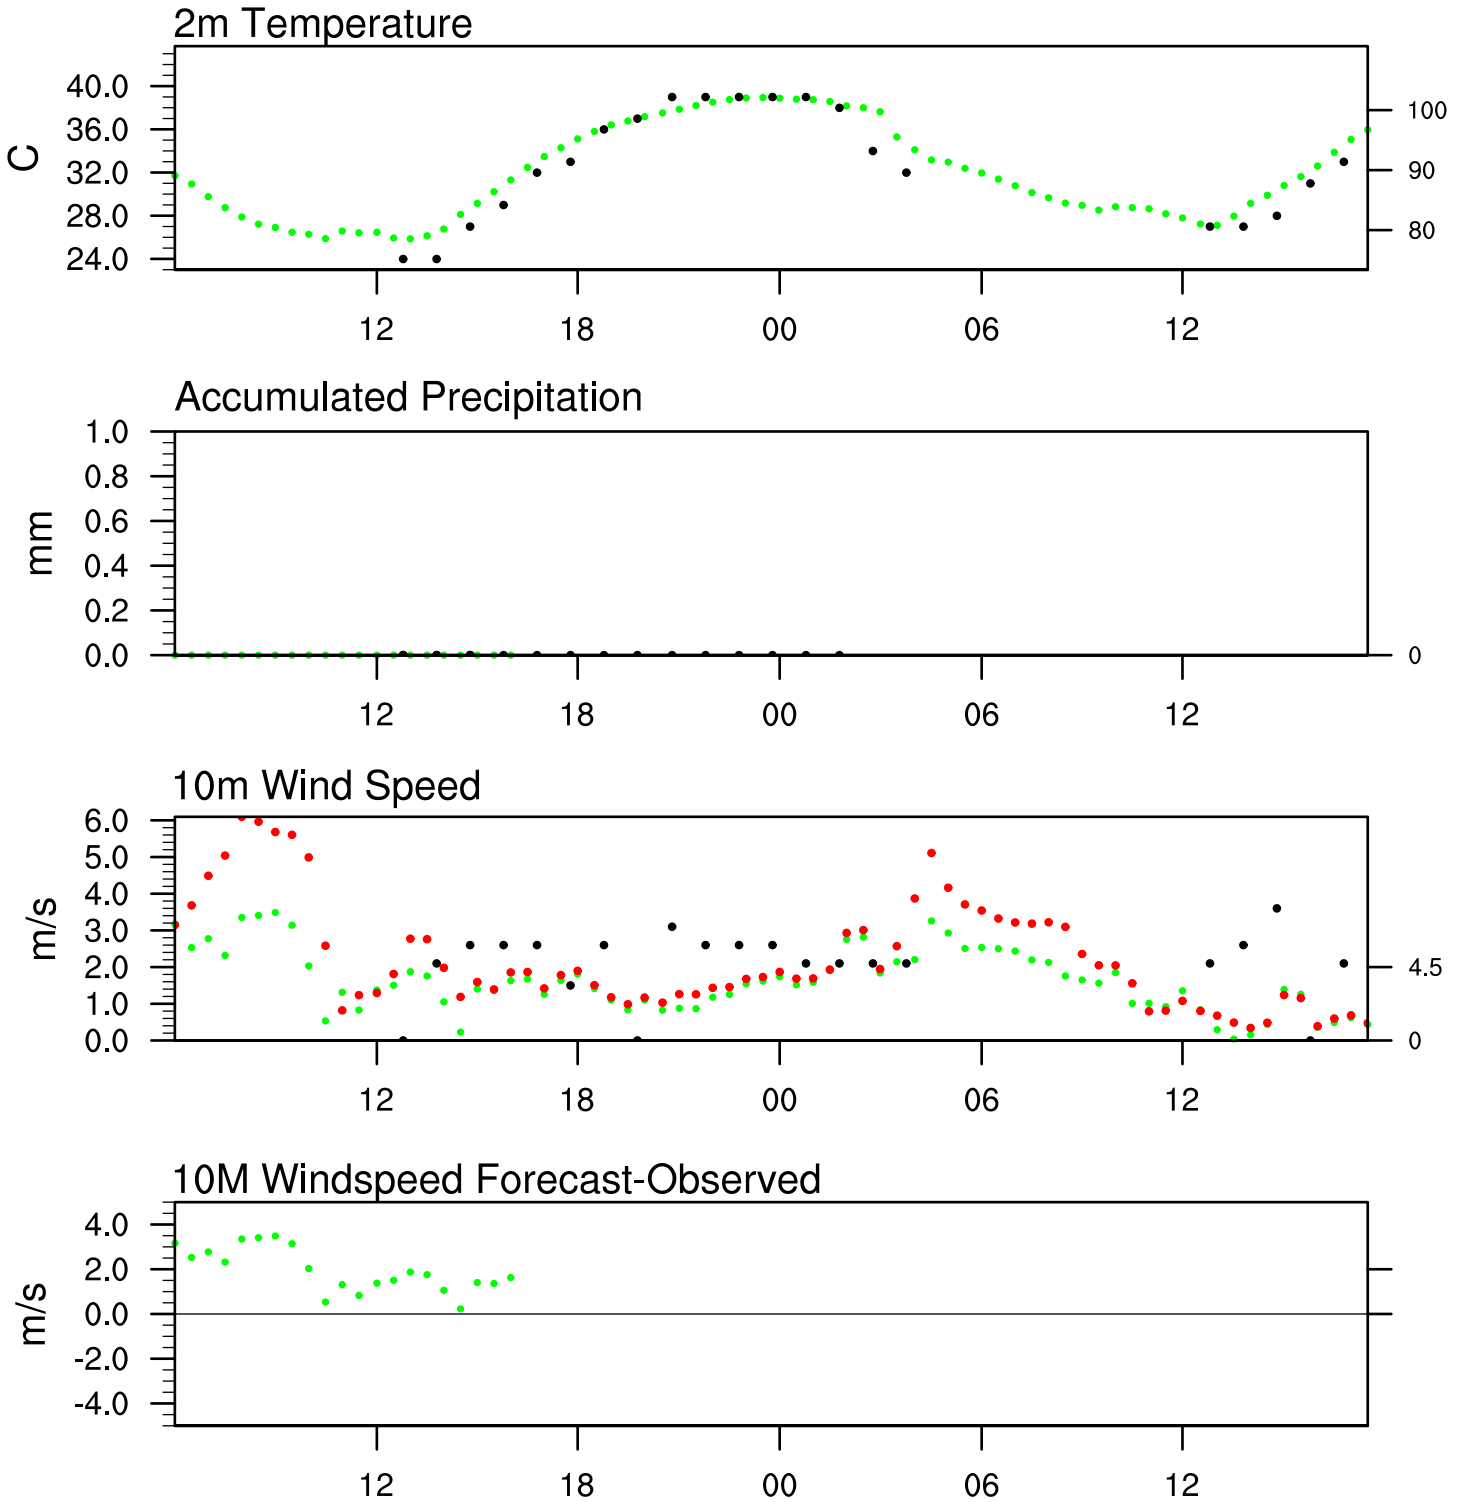 2m Temperature
C
40.0
36.0
32.0
28.0
24.0
100
90
80
12 18 00 06 12
Accumulated Precipitation
mm
1.0
0.8
0.6
0.4
0.2
0.0
0
12 18 00 06 12
10m Wind Speed
m/s
6.0
5.0
4.0
3.0
2.0
1.0
0.0
4.5
0
12 18 00 06 12
10M Windspeed Forecast-Observed
m/s
4.0
2.0
0.0
-2.0
-4.0
12 18 00 06 12